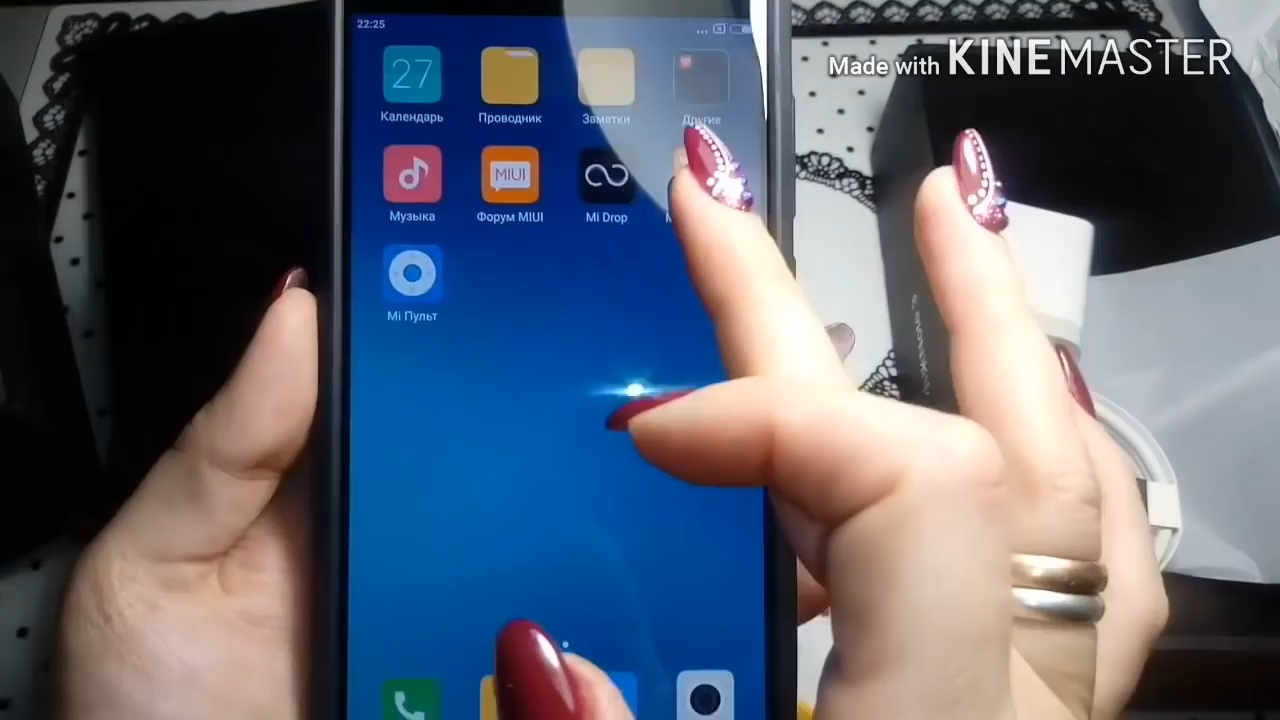 22:25
Made with KINEMASTER
27
Календарь
Проводник
Заметки
Другие
MIUI
Музыка
Форум MIUI
Mi Drop
Mi Пульт